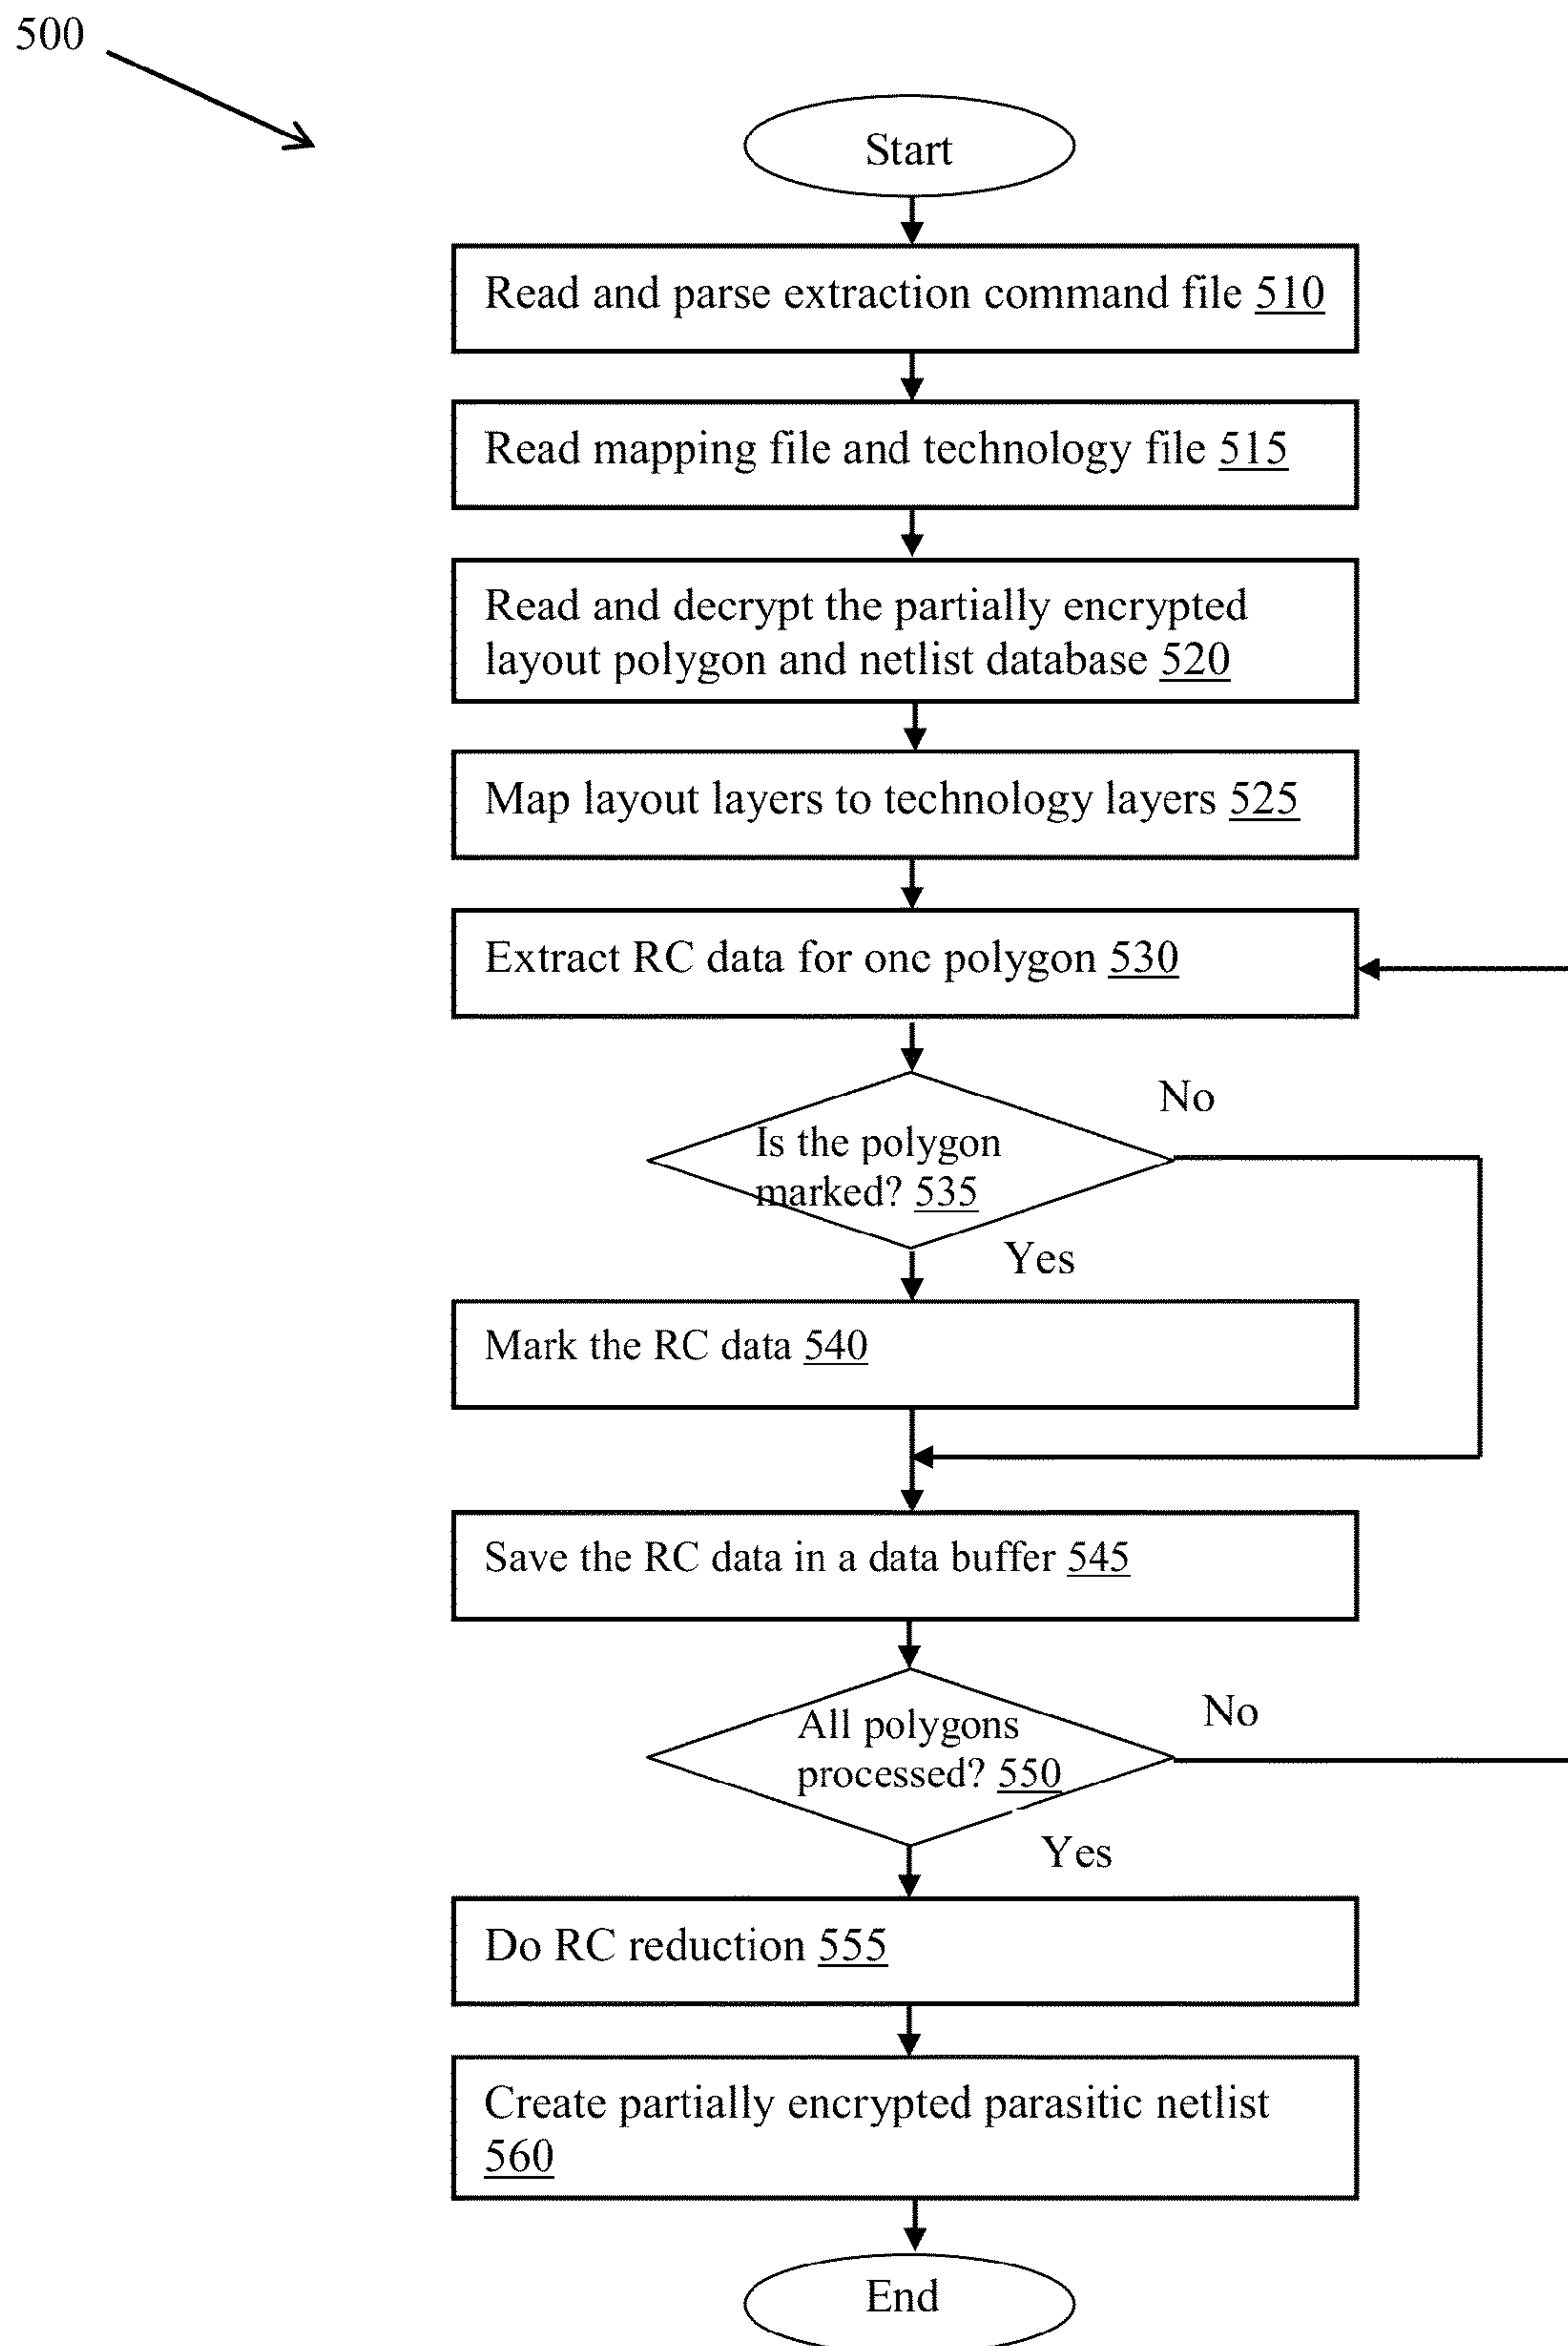 500
Start
Read and parse extraction command file 510
Read mapping file and technology file 515
Read and decrypt the partially encrypted
layout polygon and netlist database 520
Map layout layers to technology layers 525
Extract RC data for one polygon 530
No
Is the polygon
marked? 535
Yes
Mark the RC data 540
Save the RC data in a data buffer 545
No
All polygons
processed? 550
Yes
Do RC reduction 555
Create partially encrypted parasitic netlist
560
End